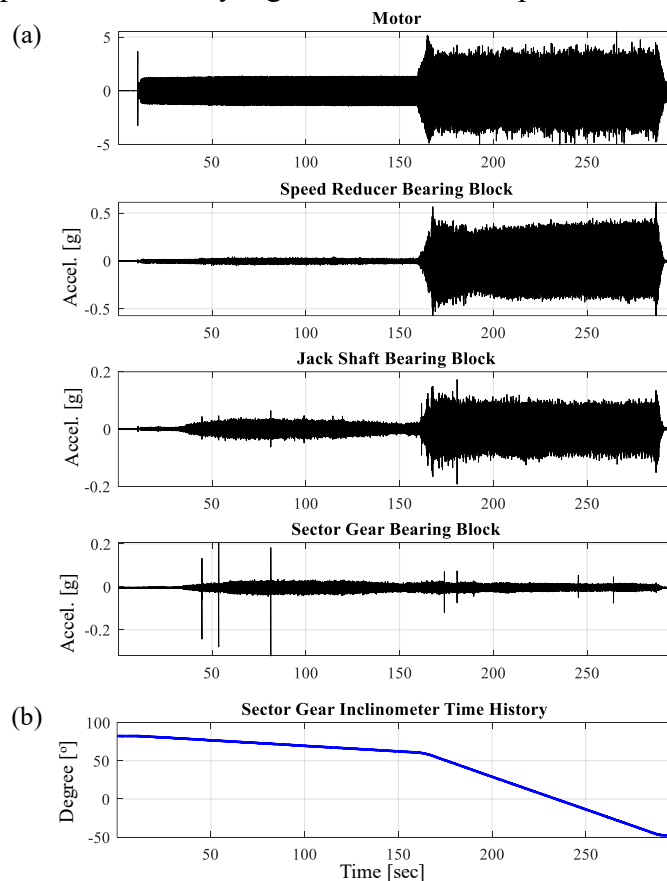 (a)
Motor
5
0
-5
50 100 150 200 250
Speed Reducer Bearing Block
Accel. [g]
0.5
0
-0.5
50 100 150 200 250
Jack Shaft Bearing Block
Accel. [g]
0.2
0
-0.2
50 100 150 200 250
Sector Gear Bearing Block
Accel. [g]
0.2
0
-0.2
50 100 150 200 250
(b)
Sector Gear Inclinometer Time History
Degree [°]
100
50
0
-50
50 100 150 200 250
Time [sec]